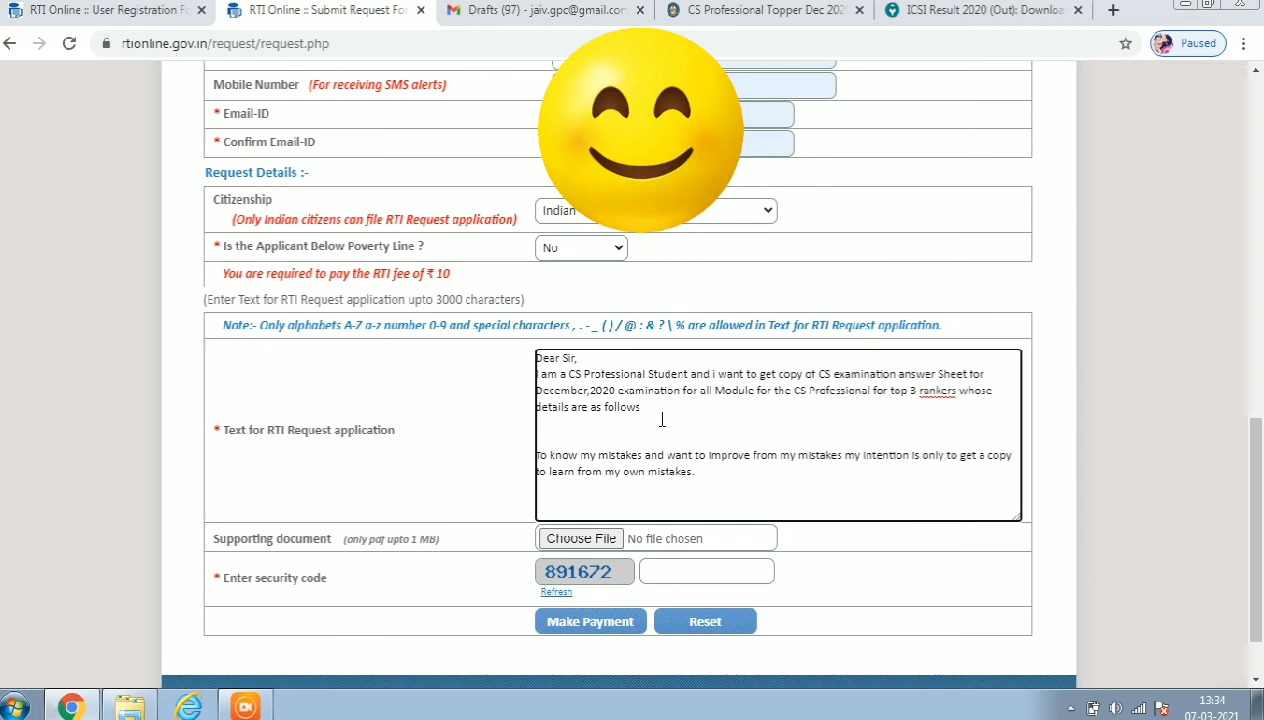 RTI Online :: User Registration Fo
RTI Online :: Submit Request For
Drafts (97) - jaiv.gpc@gmail.com
CS Professional Topper Dec 202
ICSI Result 2020 (Out): Downloa
rtionline.gov.in/request/request.php
Paused
Mobile Number (For receiving SMS alerts)
* Email-ID
* Confirm Email-ID
Request Details :-
Citizenship
(Only Indian citizens can file RTI Request application)
Indian
* Is the Applicant Below Poverty Line ?
No
You are required to pay the RTI fee of ₹ 10
(Enter Text for RTI Request application upto 3000 characters)
Note:- Only alphabets A-Z a-z number 0-9 and special characters , . - _ ( ) / @ : & ? \ % are allowed in Text for RTI Request application.
* Text for RTI Request application
Dear Sir,
I am a CS Professional Student and i want to get copy of CS examination answer Sheet for
December,2020 examination for all Module for the CS Professional for top 3 rankers whose
details are as follows
To know my mistakes and want to improve from my mistakes my intention is only to get a copy
to learn from my own mistakes.
Supporting document (only pdf upto 1 MB)
Choose File No file chosen
* Enter security code
891672
Refresh
Make Payment
Reset
13:34
07-03-2021